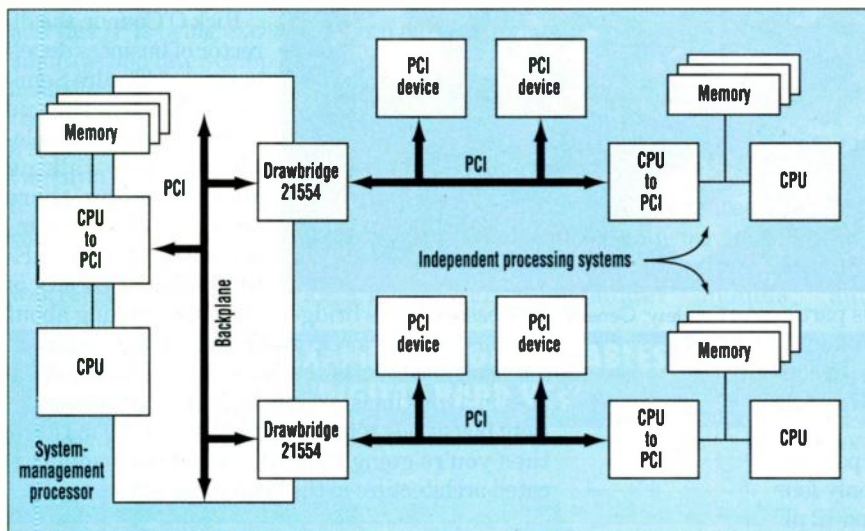 Memory
CPU
to
PCI
CPU
System-
management
processor
PCI
Backplane
Drawbridge
21554
Drawbridge
21554
PCI
device
PCI
device
PCI
Memory
CPU
to
PCI
CPU
Independent processing systems
PCI
device
PCI
device
PCI
Memory
CPU
to
PCI
CPU